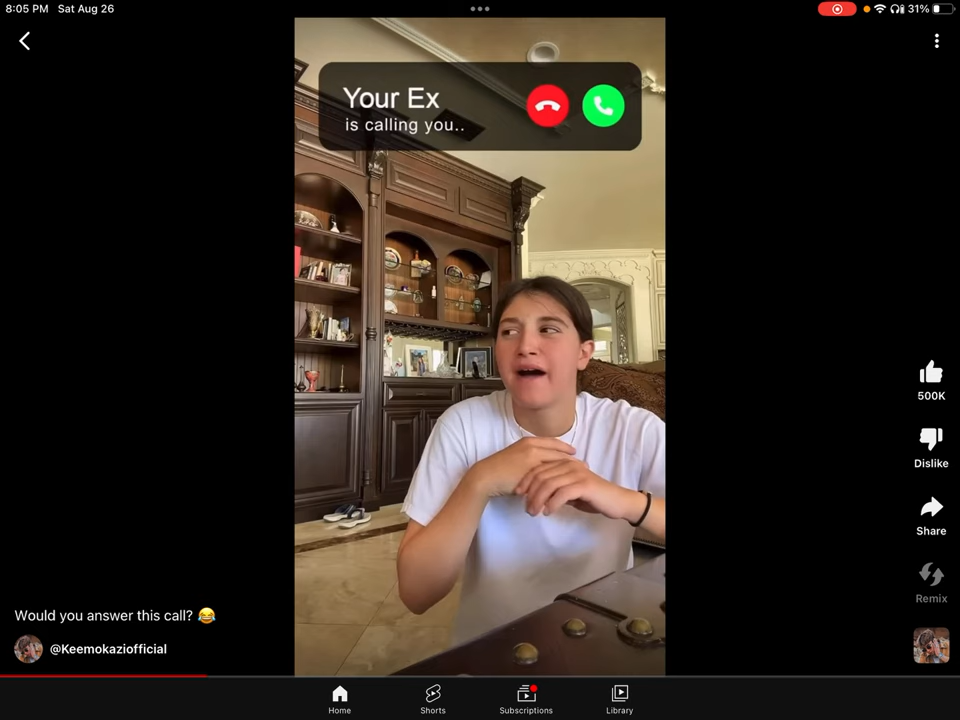 8:05 PM Sat Aug 26
31%
Your Ex
is calling you..
500K
Dislike
Share
Remix
Would you answer this call? 😂
@Keemokaziofficial
Home
Shorts
Subscriptions
Library